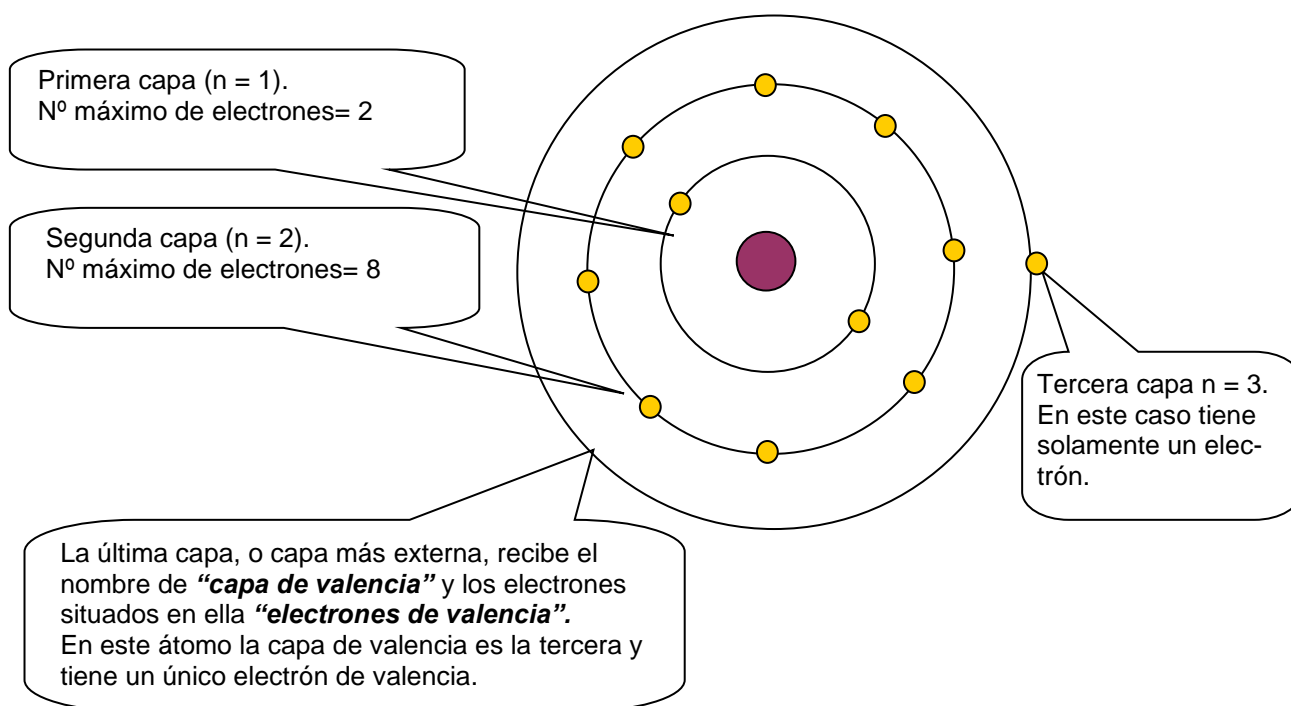 Primera capa (n = 1).
Nº máximo de electrones= 2
Segunda capa (n = 2).
Nº máximo de electrones= 8
Tercera capa n = 3.
En este caso tiene
solamente un elec-
trón.
La última capa, o capa más externa, recibe el
nombre de “capa de valencia” y los electrones
situados en ella “electrones de valencia”.
En este átomo la capa de valencia es la tercera y
tiene un único electrón de valencia.